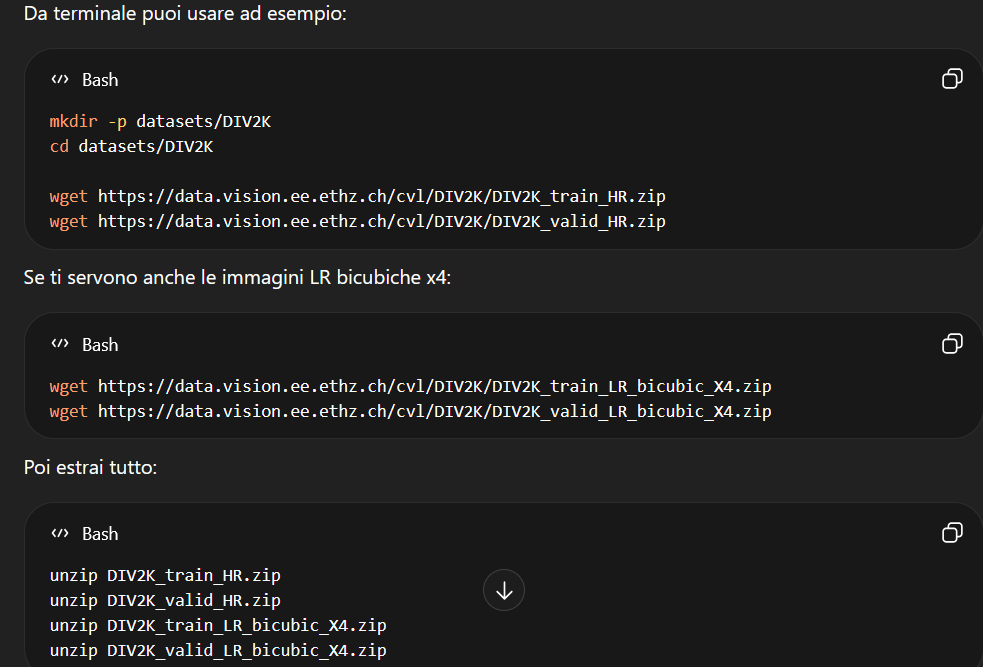 Da terminale puoi usare ad esempio:
Bash
mkdir -p datasets/DIV2K
cd datasets/DIV2K
wget https://data.vision.ee.ethz.ch/cvl/DIV2K/DIV2K_train_HR.zip
wget https://data.vision.ee.ethz.ch/cvl/DIV2K/DIV2K_valid_HR.zip
Se ti servono anche le immagini LR bicubiche x4:
Bash
wget https://data.vision.ee.ethz.ch/cvl/DIV2K/DIV2K_train_LR_bicubic_X4.zip
wget https://data.vision.ee.ethz.ch/cvl/DIV2K/DIV2K_valid_LR_bicubic_X4.zip
Poi estrai tutto:
Bash
unzip DIV2K_train_HR.zip
unzip DIV2K_valid_HR.zip
unzip DIV2K_train_LR_bicubic_X4.zip
unzip DIV2K_valid_LR_bicubic_X4.zip